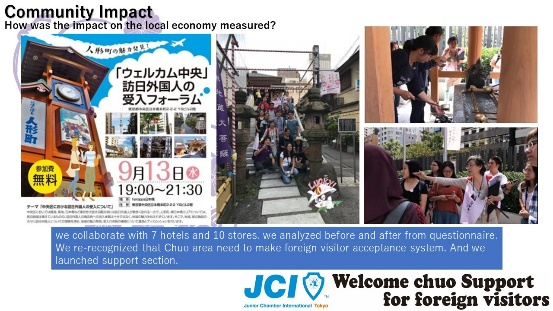 Community Impact
How was the impact on the local economy measured?
人形町の魅力発見!
「ウェルカム中央」
訪日外国人の
受入フォーラム
人形町
参加費
無料
9月13日 水
19:00~21:30
we collaborate with 7 hotels and 10 stores. we analyzed before and after from questionnaire.
We re-recognized that Chuo area need to make foreign visitor acceptance system. And we
launched support section.
JCI
Junior Chamber International Tokyo
Welcome chuo Support
for foreign visitors